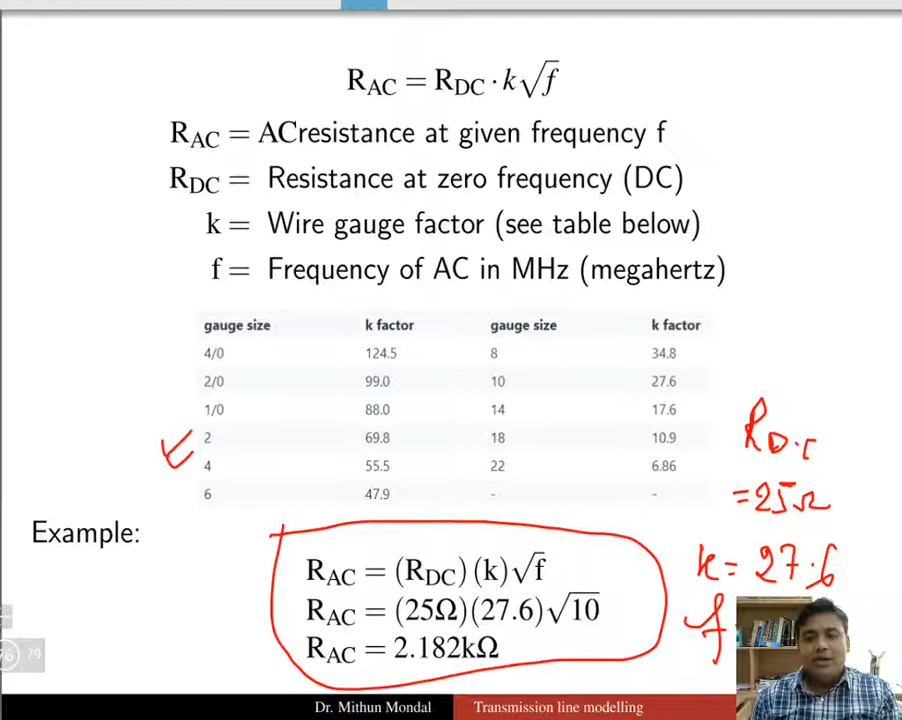 R_AC = R_DC · k√f
R_AC = ACresistance at given frequency f
R_DC = Resistance at zero frequency (DC)
k = Wire gauge factor (see table below)
f = Frequency of AC in MHz (megahertz)
gauge size k factor gauge size k factor
4/0 124.5 8 34.8
2/0 99.0 10 27.6
1/0 88.0 14 17.6
2 69.8 18 10.9
4 55.5 22 6.86
6 47.9 - -
R_D.C
= 25Ω
k = 27.6
f
Example:
R_AC = (R_DC)(k)√f
R_AC = (25Ω)(27.6)√10
R_AC = 2.182kΩ
76 79
Dr. Mithun Mondal Transmission line modelling